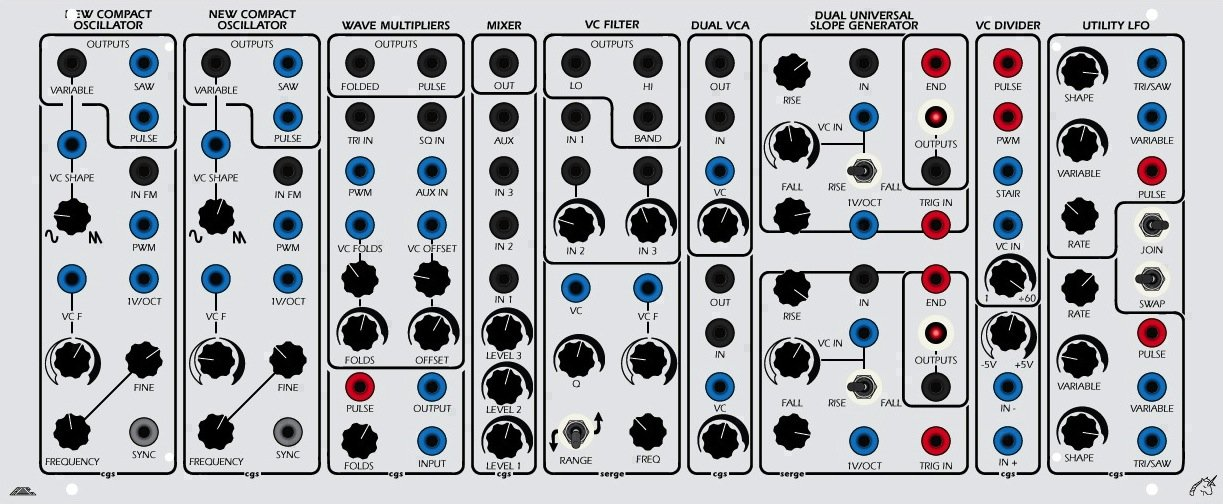 NEW COMPACT
OSCILLATOR
OUTPUTS
VARIABLE
SAW
PULSE
VC SHAPE
IN FM
PWM
VC F
1V/OCT
FINE
FREQUENCY
SYNC
cgs
NEW COMPACT
OSCILLATOR
OUTPUTS
VARIABLE
SAW
PULSE
VC SHAPE
IN FM
PWM
VC F
1V/OCT
FINE
FREQUENCY
SYNC
cgs
WAVE MULTIPLIERS
OUTPUTS
FOLDED
PULSE
TRI IN
SQ IN
PWM
AUX IN
VC FOLDS
VC OFFSET
FOLDS
OFFSET
PULSE
OUTPUT
FOLDS
INPUT
cgs
MIXER
OUT
AUX
IN 3
IN 2
IN 1
LEVEL 3
LEVEL 2
LEVEL 1
cgs
VC FILTER
OUTPUTS
LO
HI
IN 1
BAND
IN 2
IN 3
VC
VC F
Q
RANGE
FREQ
serge
DUAL VCA
OUT
IN
VC
OUT
IN
VC
cgs
DUAL UNIVERSAL
SLOPE GENERATOR
RISE
IN
END
VC IN
OUTPUTS
FALL
RISE
FALL
1V/OCT
TRIG IN
RISE
IN
END
VC IN
OUTPUTS
FALL
RISE
FALL
1V/OCT
TRIG IN
serge
VC DIVIDER
PULSE
PWM
STAIR
VC IN
1
÷60
-5V
+5V
IN -
IN +
cgs
UTILITY LFO
SHAPE
TRI/SAW
VARIABLE
VARIABLE
PULSE
RATE
JOIN
RATE
SWAP
PULSE
VARIABLE
VARIABLE
SHAPE
TRI/SAW
cgs